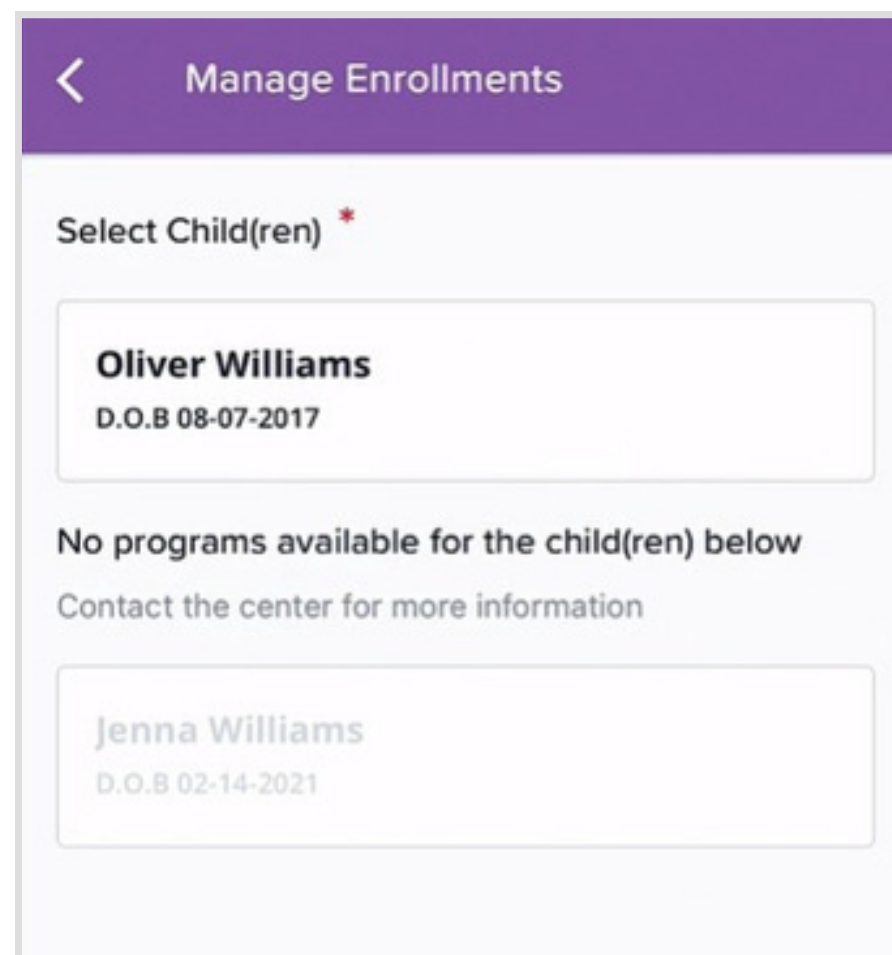 Manage Enrollments
Select Child(ren) *
Oliver Williams
D.O.B 08-07-2017
No programs available for the child(ren) below
Contact the center for more information
Jenna Williams
D.O.B 02-14-2021